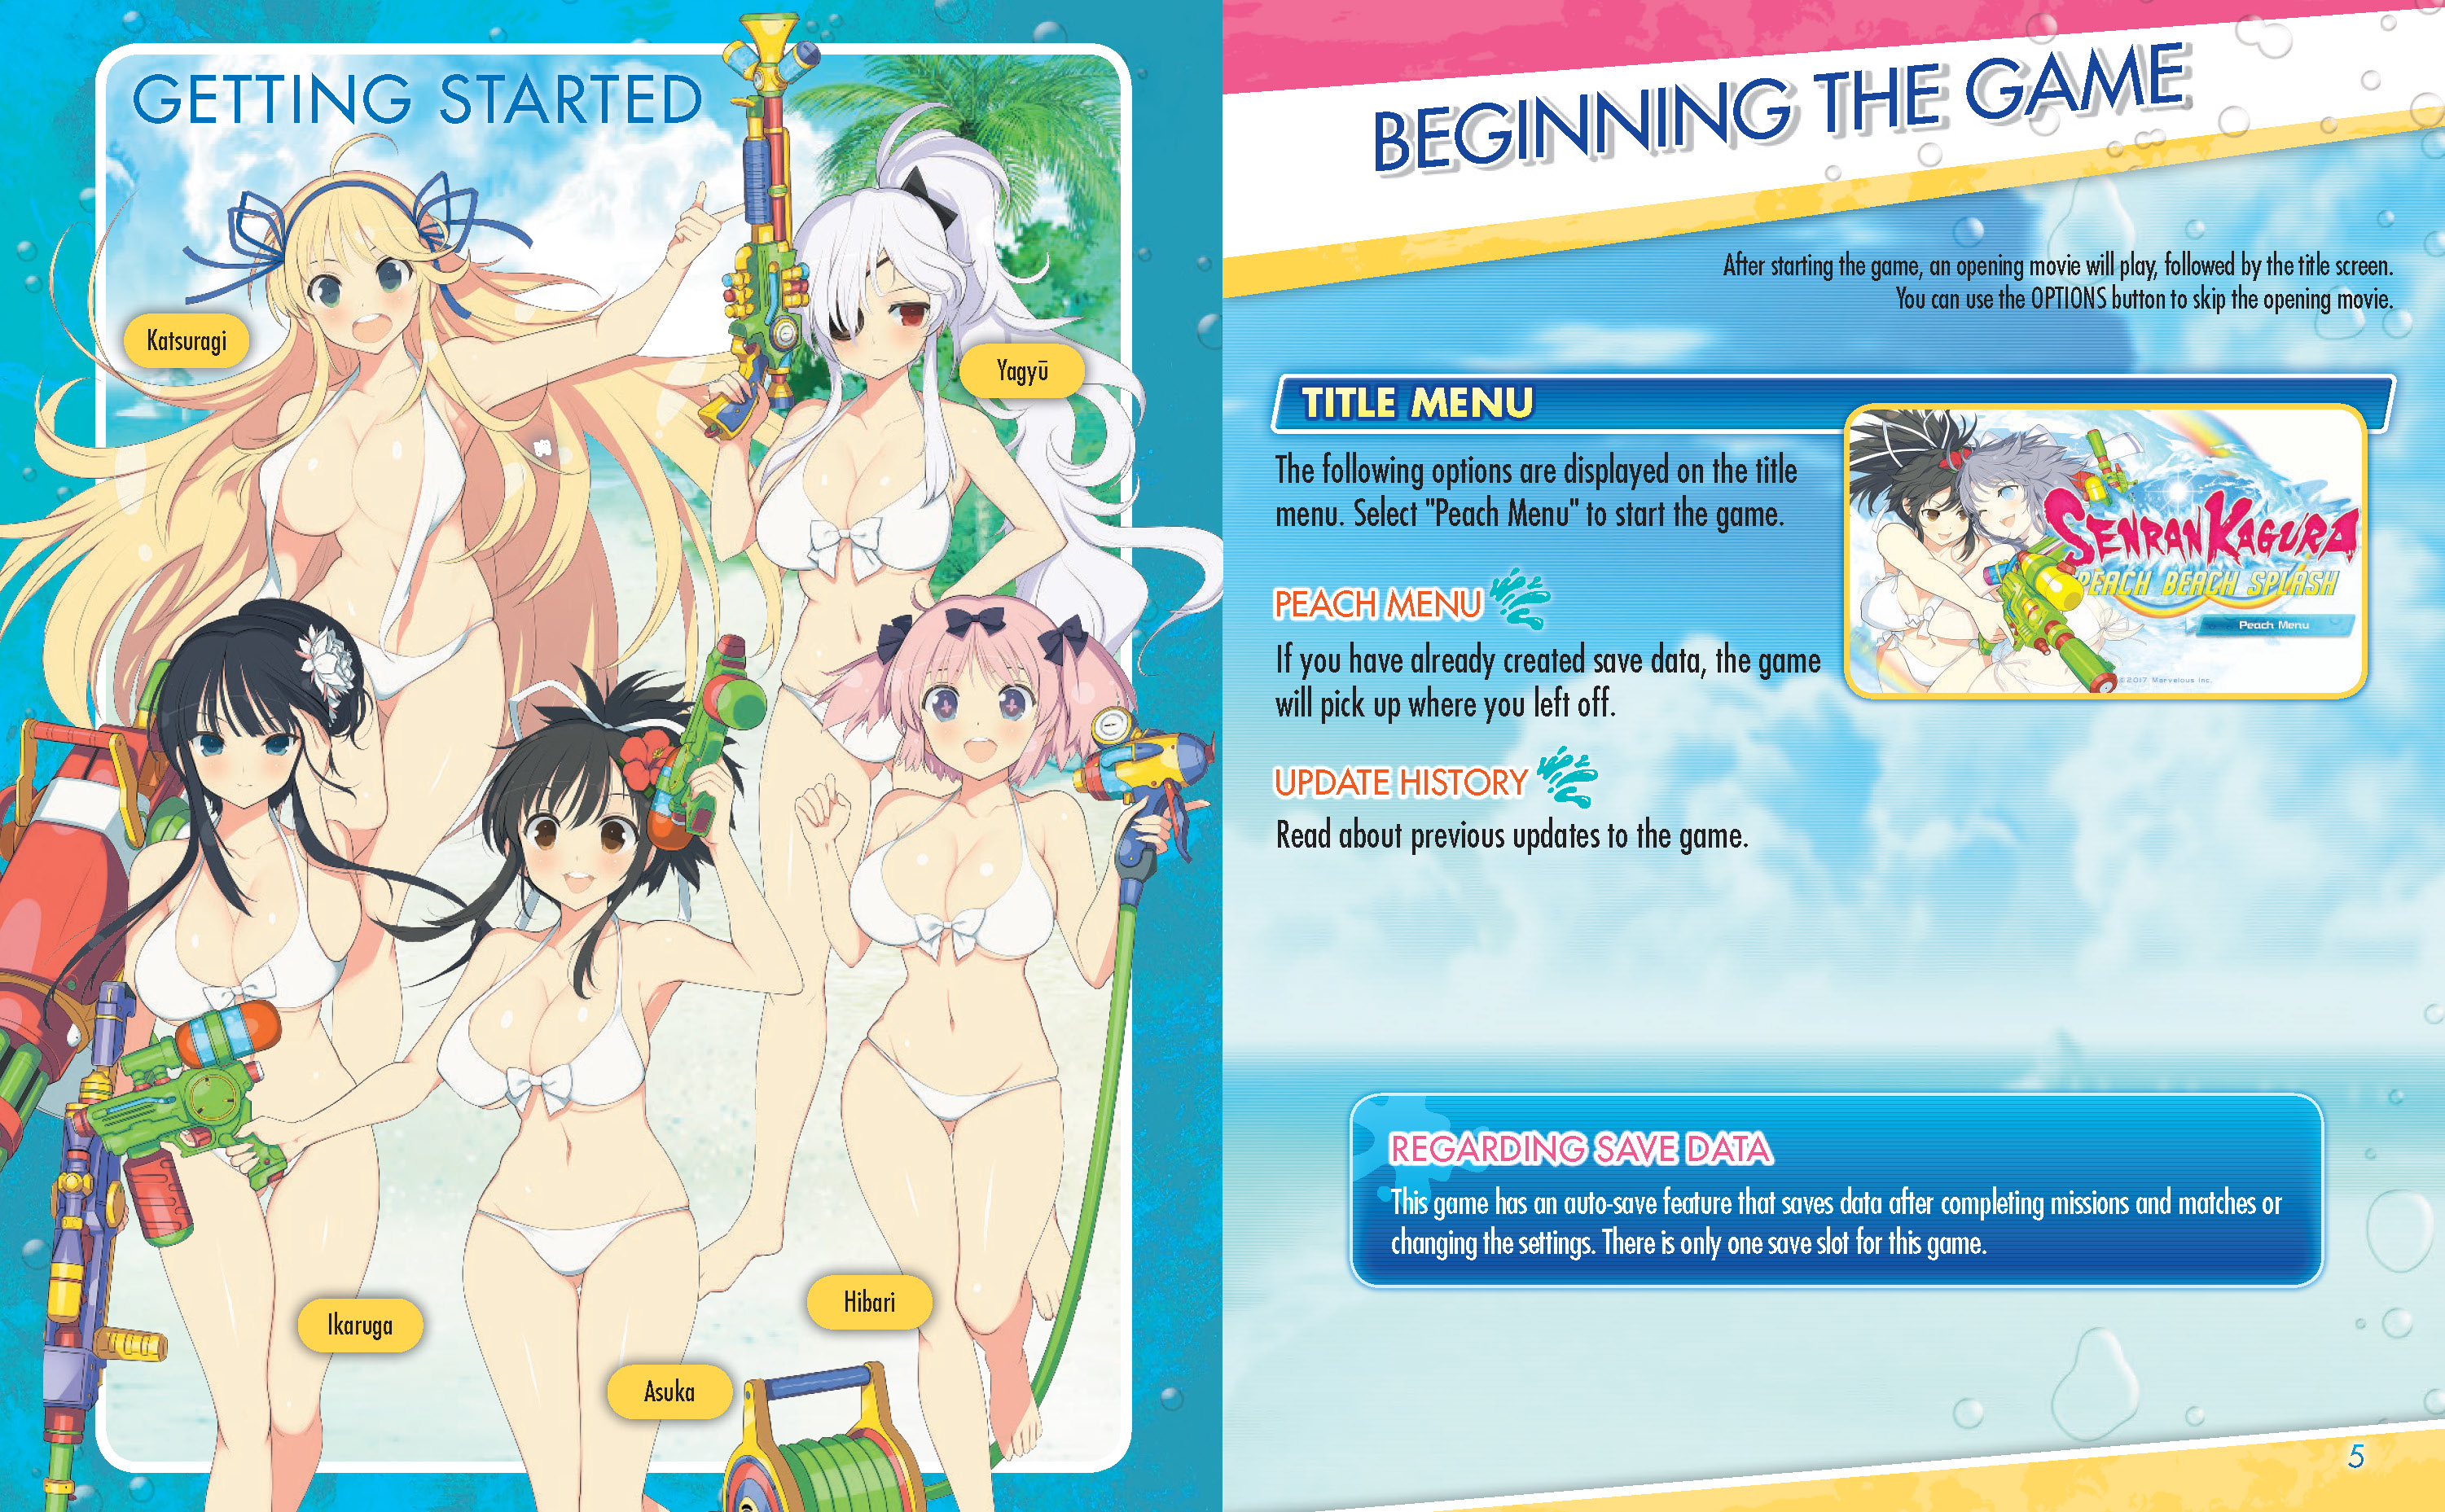 GETTING STARTED
Katsuragi
Yagyū
Ikaruga
Hibari
Asuka
BEGINNING THE GAME
After starting the game, an opening movie will play, followed by the title screen.
You can use the OPTIONS button to skip the opening movie.
TITLE MENU
The following options are displayed on the title
menu. Select "Peach Menu" to start the game.
PEACH MENU
If you have already created save data, the game
will pick up where you left off.
UPDATE HISTORY
Read about previous updates to the game.
SENRAN KAGURA
PEACH BEACH SPLASH
Peach Menu
©2017 Marvelous Inc.
REGARDING SAVE DATA
This game has an auto-save feature that saves data after completing missions and matches or
changing the settings. There is only one save slot for this game.
5